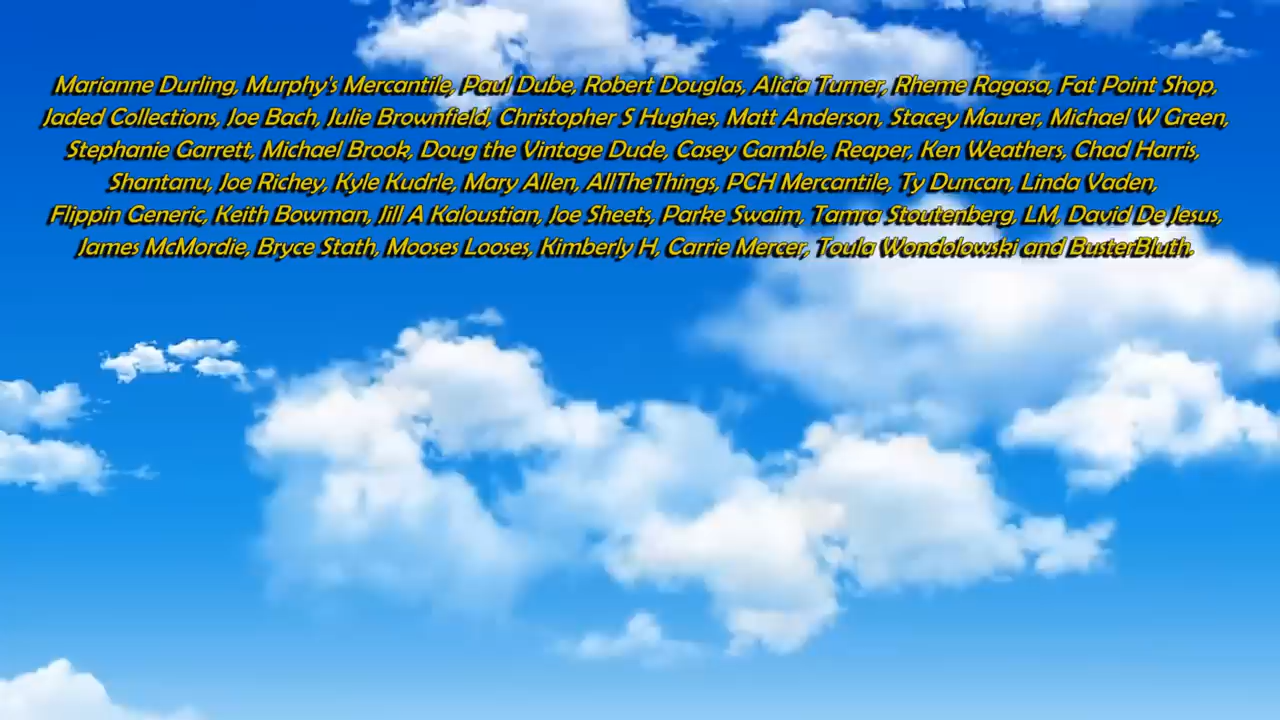 Marianne Durling, Murphy's Mercantile, Paul Dube, Robert Douglas, Alicia Turner, Rheme Ragasa, Fat Point Shop,
Jaded Collections, Joe Bach, Julie Brownfield, Christopher S Hughes, Matt Anderson, Stacey Maurer, Michael W Green,
Stephanie Garrett, Michael Brook, Doug the Vintage Dude, Casey Gamble, Reaper, Ken Weathers, Chad Harris,
Shantanu, Joe Richey, Kyle Kudrle, Mary Allen, AllTheThings, PCH Mercantile, Ty Duncan, Linda Vaden,
Flippin Generic, Keith Bowman, Jill A Kaloustian, Joe Sheets, Parke Swaim, Tamra Stoutenberg, LM, David De Jesus,
James McMordie, Bryce Stath, Mooses Looses, Kimberly H, Carrie Mercer, Toula Wondolowski and BusterBluth.